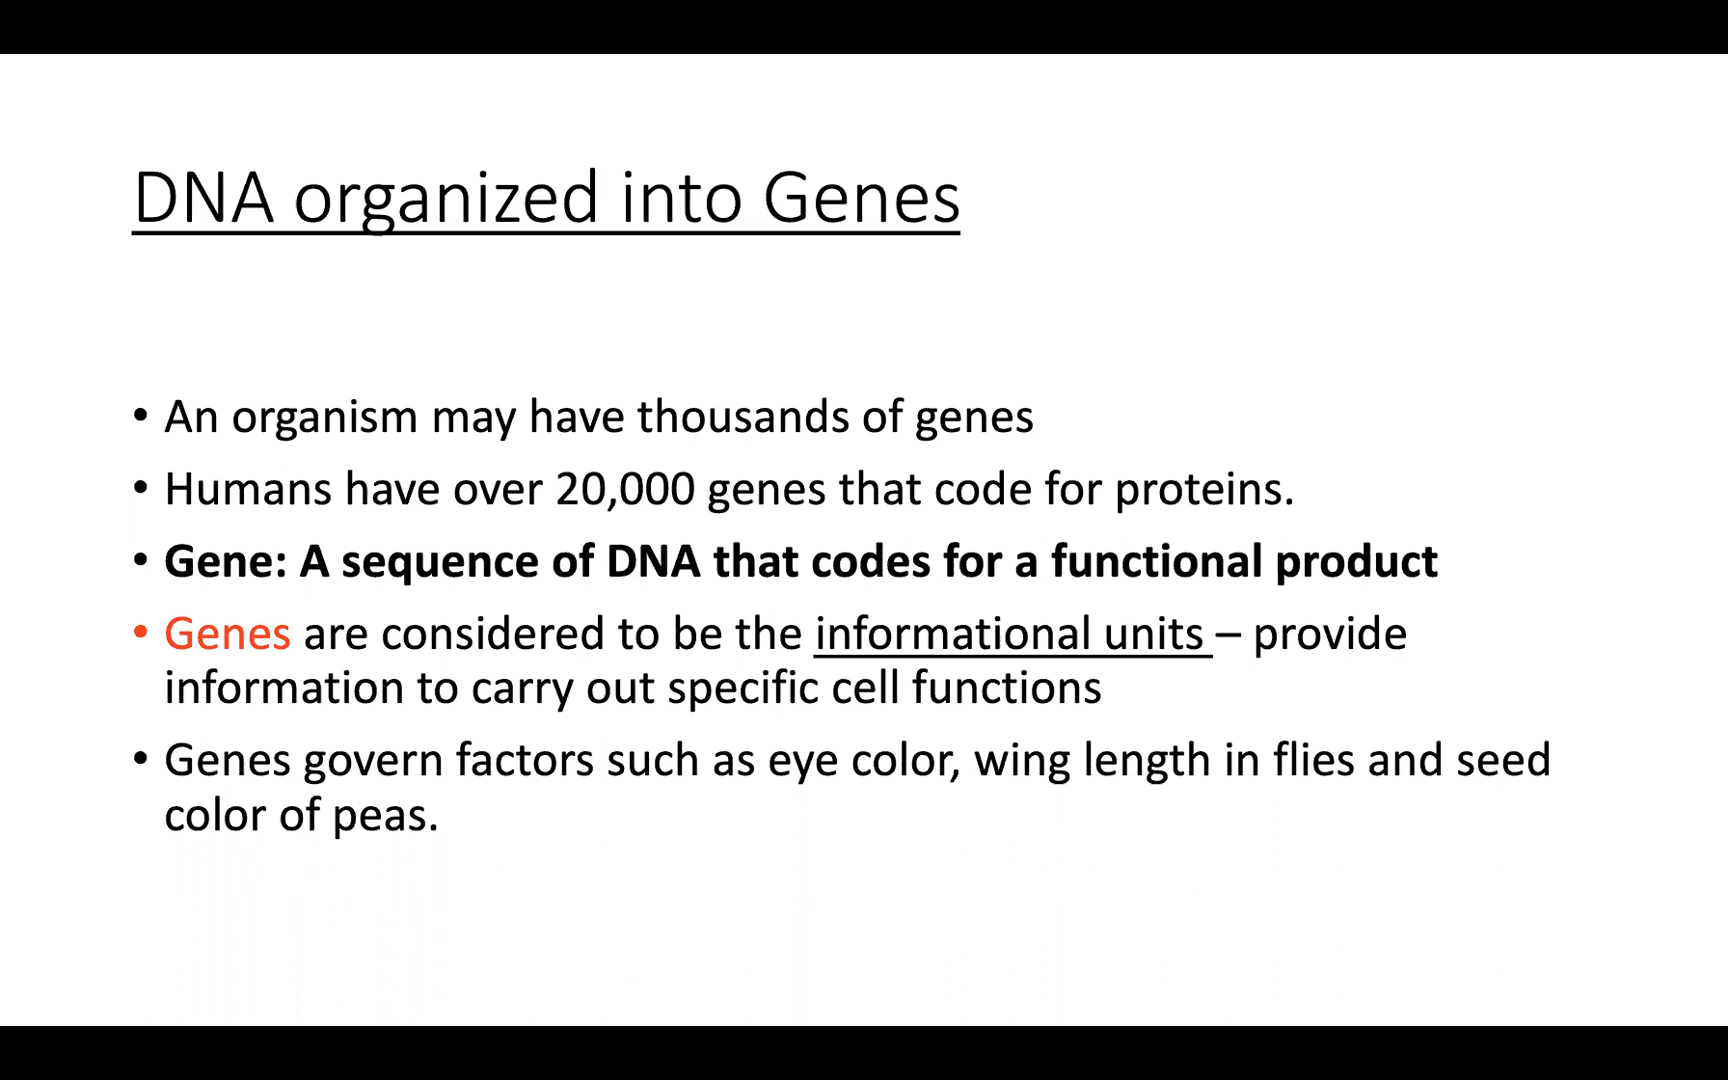 DNA organized into Genes
• An organism may have thousands of genes
• Humans have over 20,000 genes that code for proteins.
• Gene: A sequence of DNA that codes for a functional product
• Genes are considered to be the informational units – provide
information to carry out specific cell functions
• Genes govern factors such as eye color, wing length in flies and seed
color of peas.